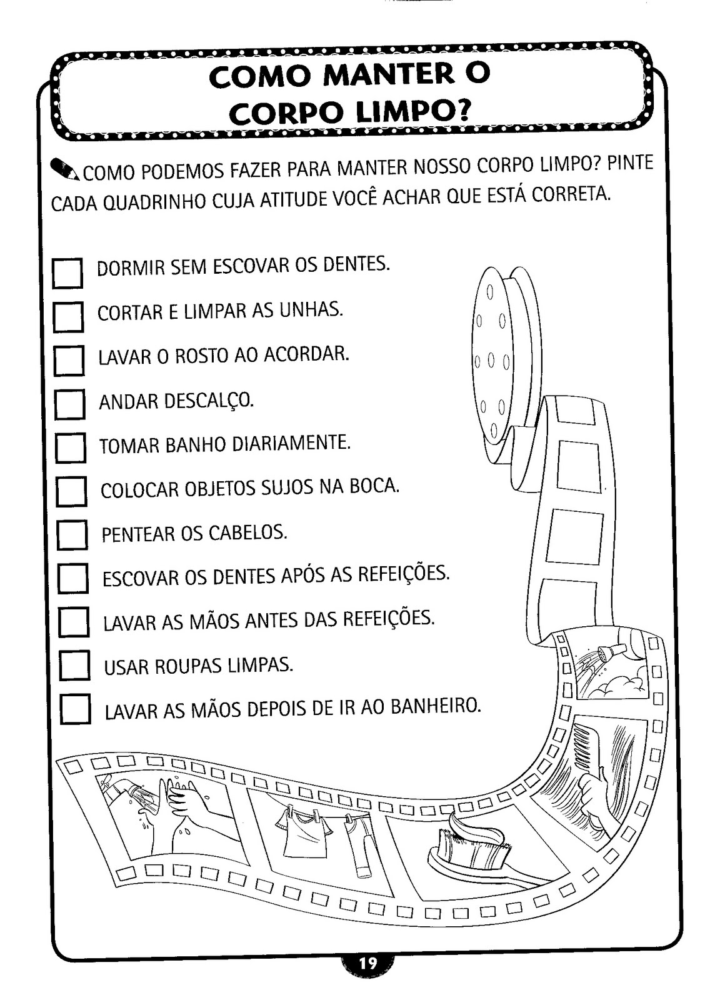 COMO MANTER O
CORPO LIMPO?
COMO PODEMOS FAZER PARA MANTER NOSSO CORPO LIMPO? PINTE
CADA QUADRINHO CUJA ATITUDE VOCÊ ACHAR QUE ESTÁ CORRETA.
DORMIR SEM ESCOVAR OS DENTES.
CORTAR E LIMPAR AS UNHAS.
LAVAR O ROSTO AO ACORDAR.
ANDAR DESCALÇO.
TOMAR BANHO DIARIAMENTE.
COLOCAR OBJETOS SUJOS NA BOCA.
PENTEAR OS CABELOS.
ESCOVAR OS DENTES APÓS AS REFEIÇÕES.
LAVAR AS MÃOS ANTES DAS REFEIÇÕES.
USAR ROUPAS LIMPAS.
LAVAR AS MÃOS DEPOIS DE IR AO BANHEIRO.
19